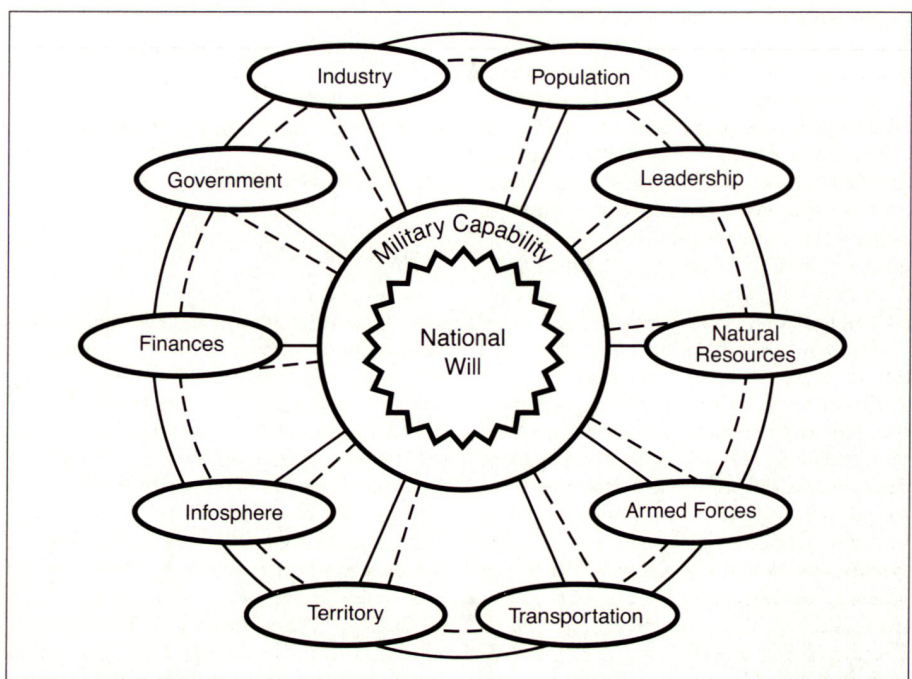 Industry
Population
Government
Leadership
Military Capability
National
Will
Finances
Natural
Resources
Infosphere
Armed Forces
Territory
Transportation